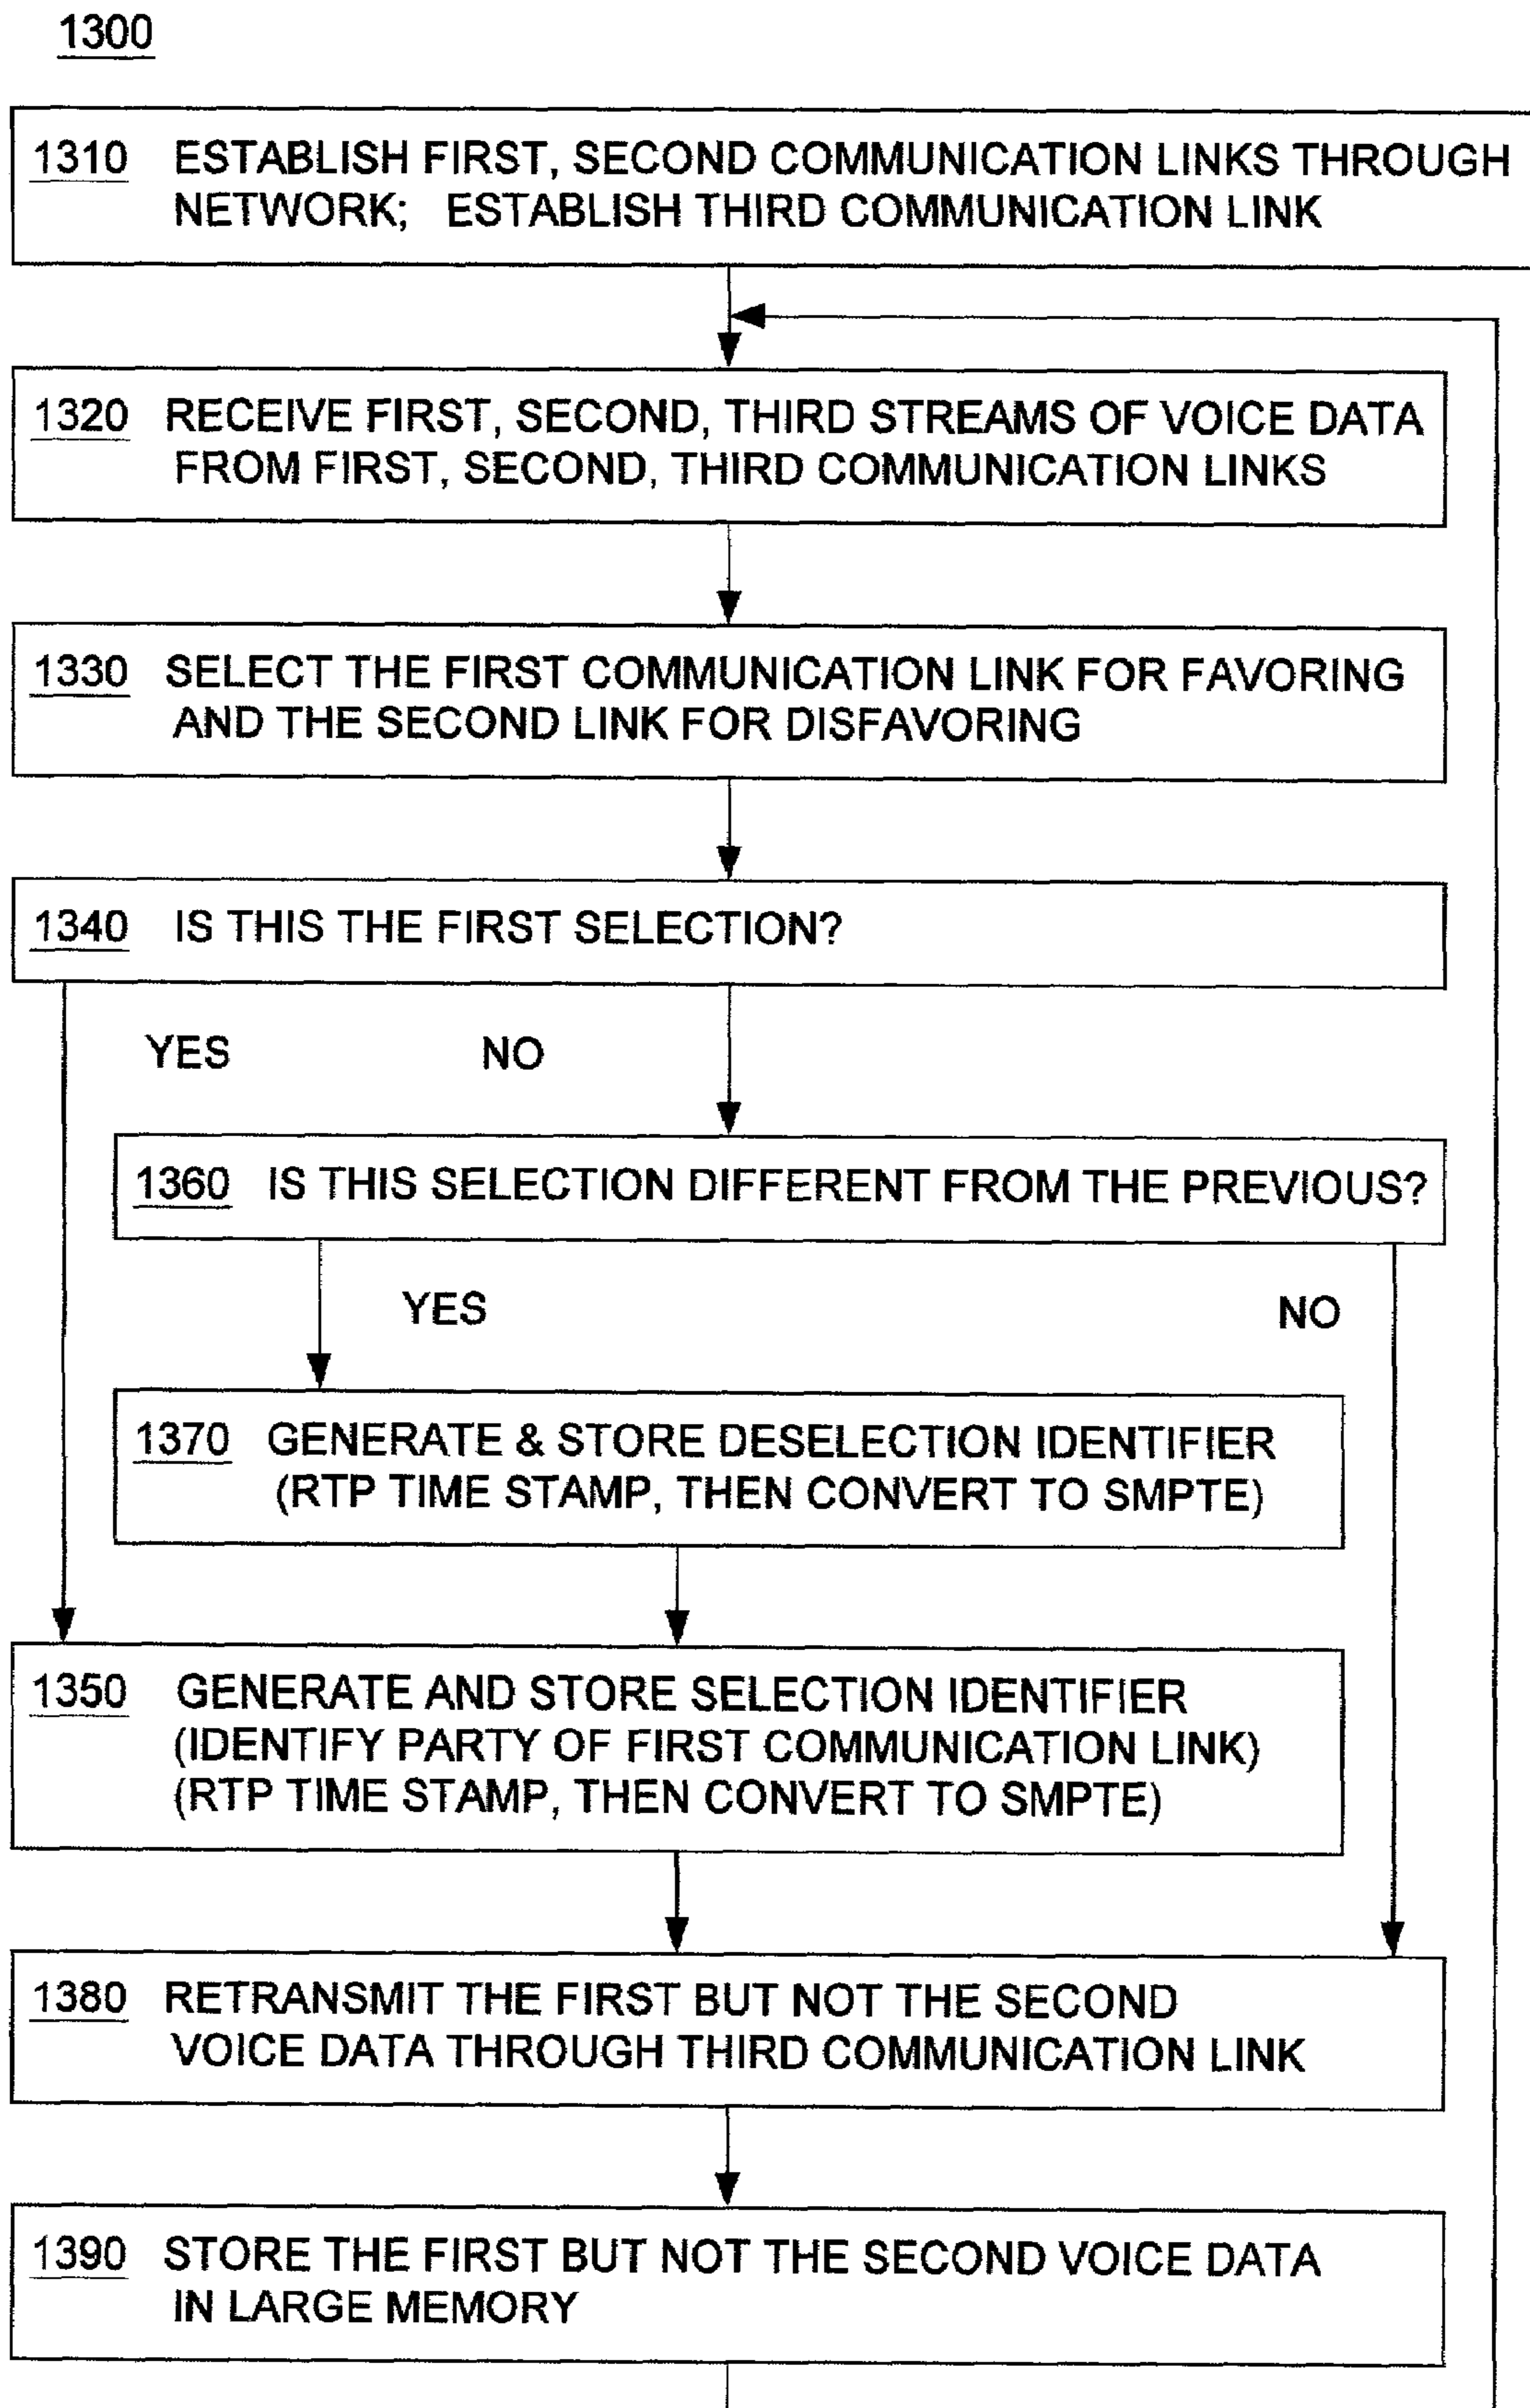 1300
1310 ESTABLISH FIRST, SECOND COMMUNICATION LINKS THROUGH
NETWORK; ESTABLISH THIRD COMMUNICATION LINK
1320 RECEIVE FIRST, SECOND, THIRD STREAMS OF VOICE DATA
FROM FIRST, SECOND, THIRD COMMUNICATION LINKS
1330 SELECT THE FIRST COMMUNICATION LINK FOR FAVORING
AND THE SECOND LINK FOR DISFAVORING
1340 IS THIS THE FIRST SELECTION?
YES NO
1360 IS THIS SELECTION DIFFERENT FROM THE PREVIOUS?
YES NO
1370 GENERATE & STORE DESELECTION IDENTIFIER
(RTP TIME STAMP, THEN CONVERT TO SMPTE)
1350 GENERATE AND STORE SELECTION IDENTIFIER
(IDENTIFY PARTY OF FIRST COMMUNICATION LINK)
(RTP TIME STAMP, THEN CONVERT TO SMPTE)
1380 RETRANSMIT THE FIRST BUT NOT THE SECOND
VOICE DATA THROUGH THIRD COMMUNICATION LINK
1390 STORE THE FIRST BUT NOT THE SECOND VOICE DATA
IN LARGE MEMORY